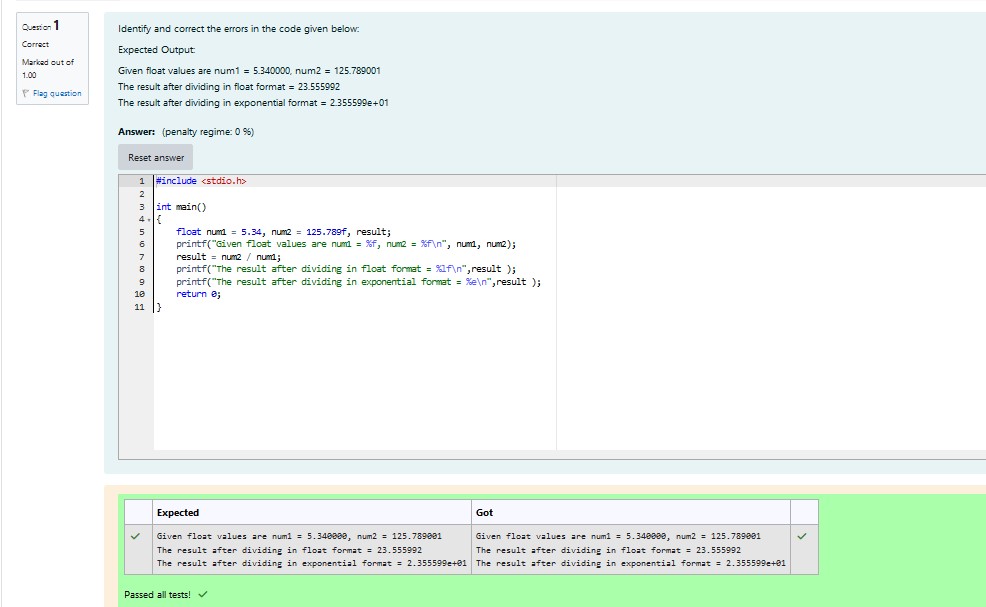 Question 1
Correct
Marked out of
1.00
Flag question
Identify and correct the errors in the code given below:
Expected Output:
Given float values are num1 = 5.340000, num2 = 125.789001
The result after dividing in float format = 23.555992
The result after dividing in exponential format = 2.355599e+01
Answer: (penalty regime: 0 %)
Reset answer
1 #include <stdio.h>
2
3 int main()
4 {
5 float num1 = 5.34, num2 = 125.789f, result;
6 printf("Given float values are num1 = %f, num2 = %f\n", num1, num2);
7 result = num2 / num1;
8 printf("The result after dividing in float format = %lf\n",result );
9 printf("The result after dividing in exponential format = %e\n",result );
10 return 0;
11 }
Expected Got
Given float values are num1 = 5.340000, num2 = 125.789001 Given float values are num1 = 5.340000, num2 = 125.789001
The result after dividing in float format = 23.555992 The result after dividing in float format = 23.555992
The result after dividing in exponential format = 2.355599e+01 The result after dividing in exponential format = 2.355599e+01
Passed all tests!